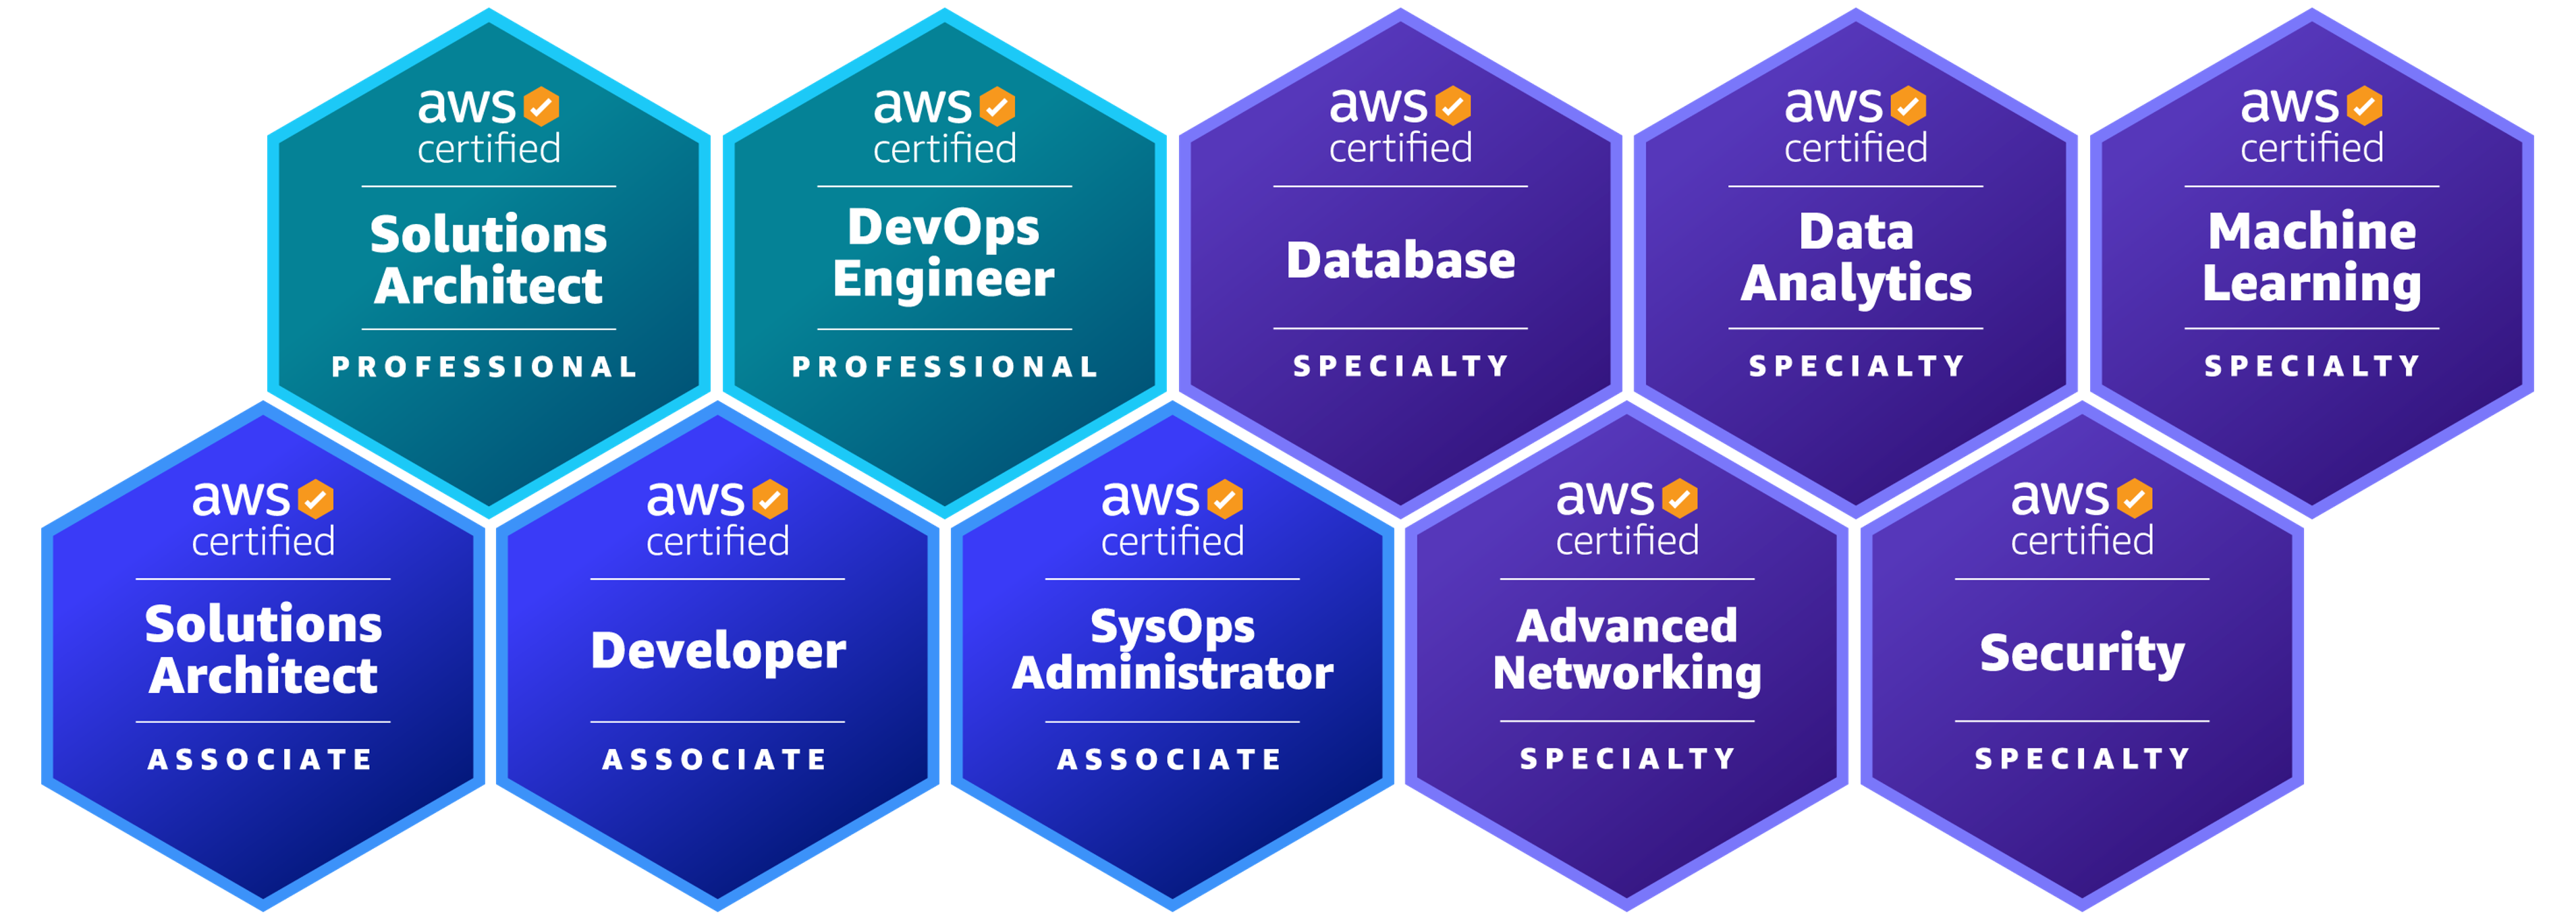 aws
certified
Solutions
Architect
PROFESSIONAL
aws
certified
DevOps
Engineer
PROFESSIONAL
aws
certified
Database
SPECIALTY
aws
certified
Data
Analytics
SPECIALTY
aws
certified
Machine
Learning
SPECIALTY
aws
certified
Solutions
Architect
ASSOCIATE
aws
certified
Developer
ASSOCIATE
aws
certified
SysOps
Administrator
ASSOCIATE
aws
certified
Advanced
Networking
SPECIALTY
aws
certified
Security
SPECIALTY